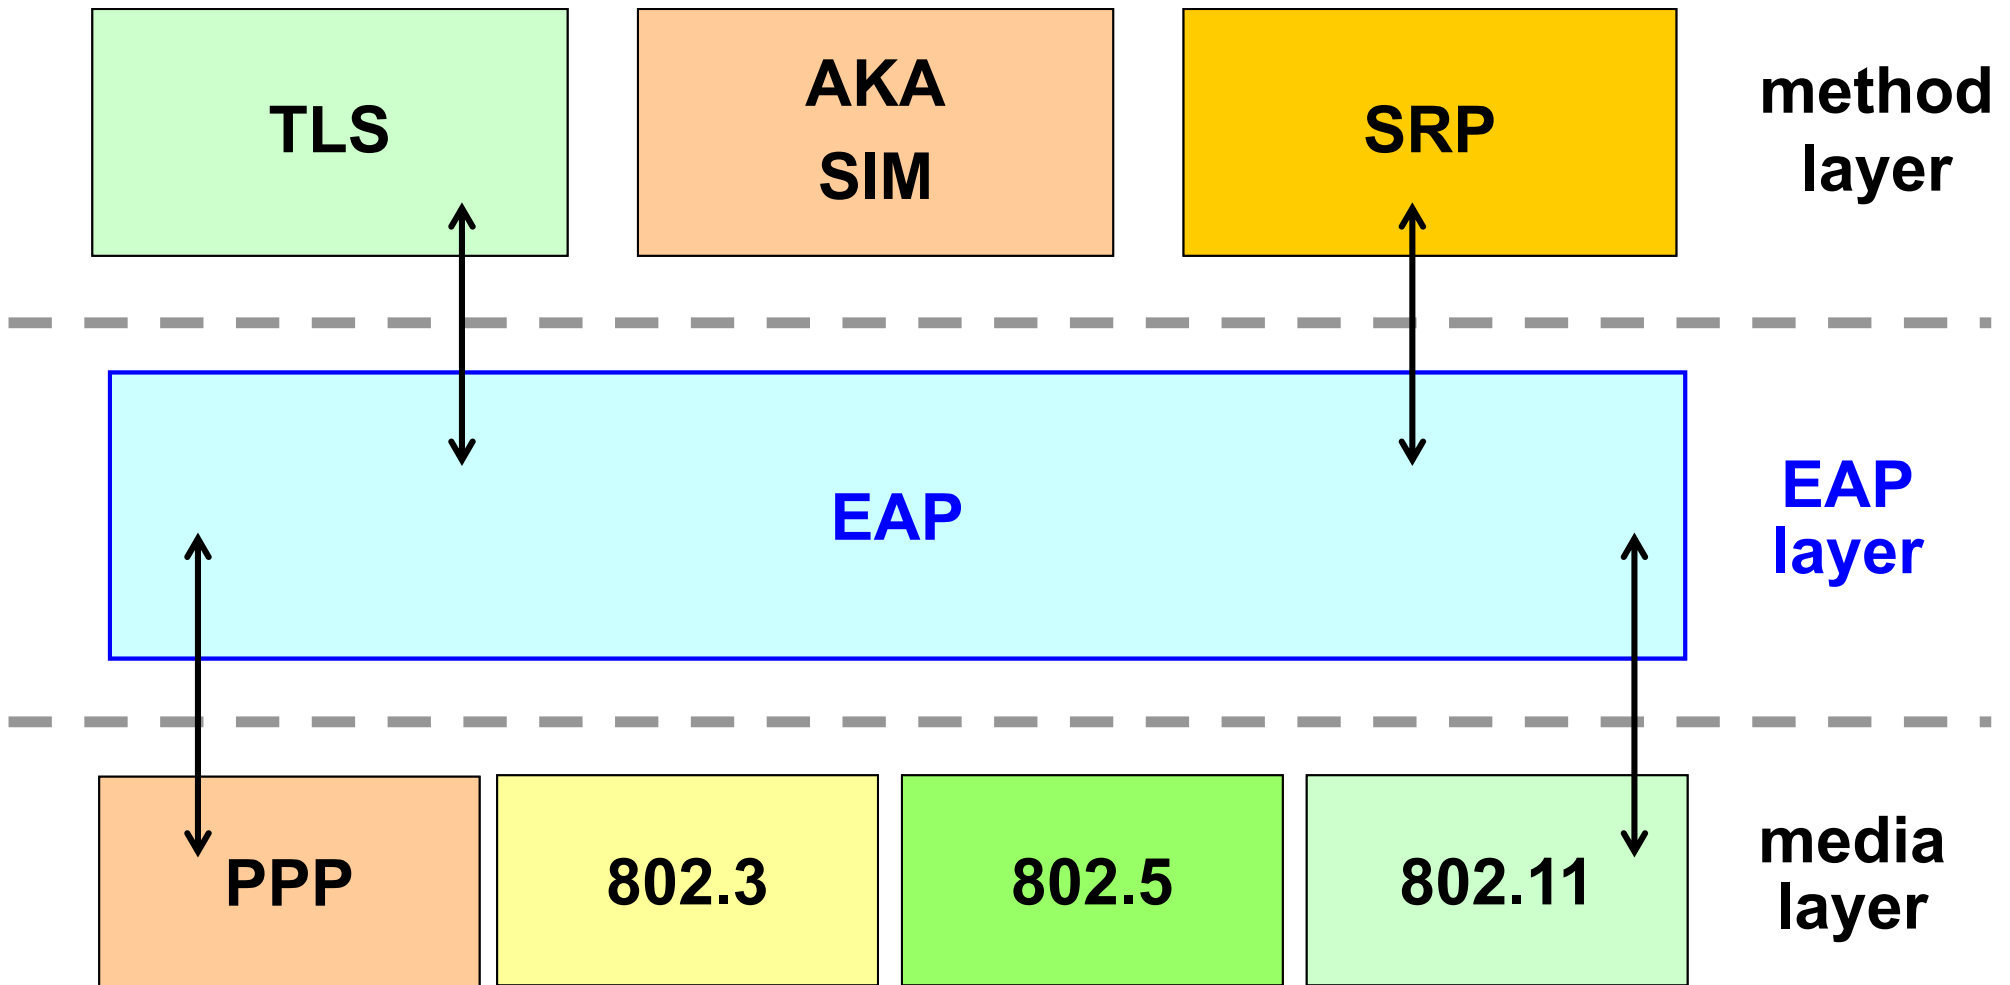 TLS
AKA
SIM
SRP
method
layer
EAP
EAP
layer
PPP
802.3
802.5
802.11
media
layer